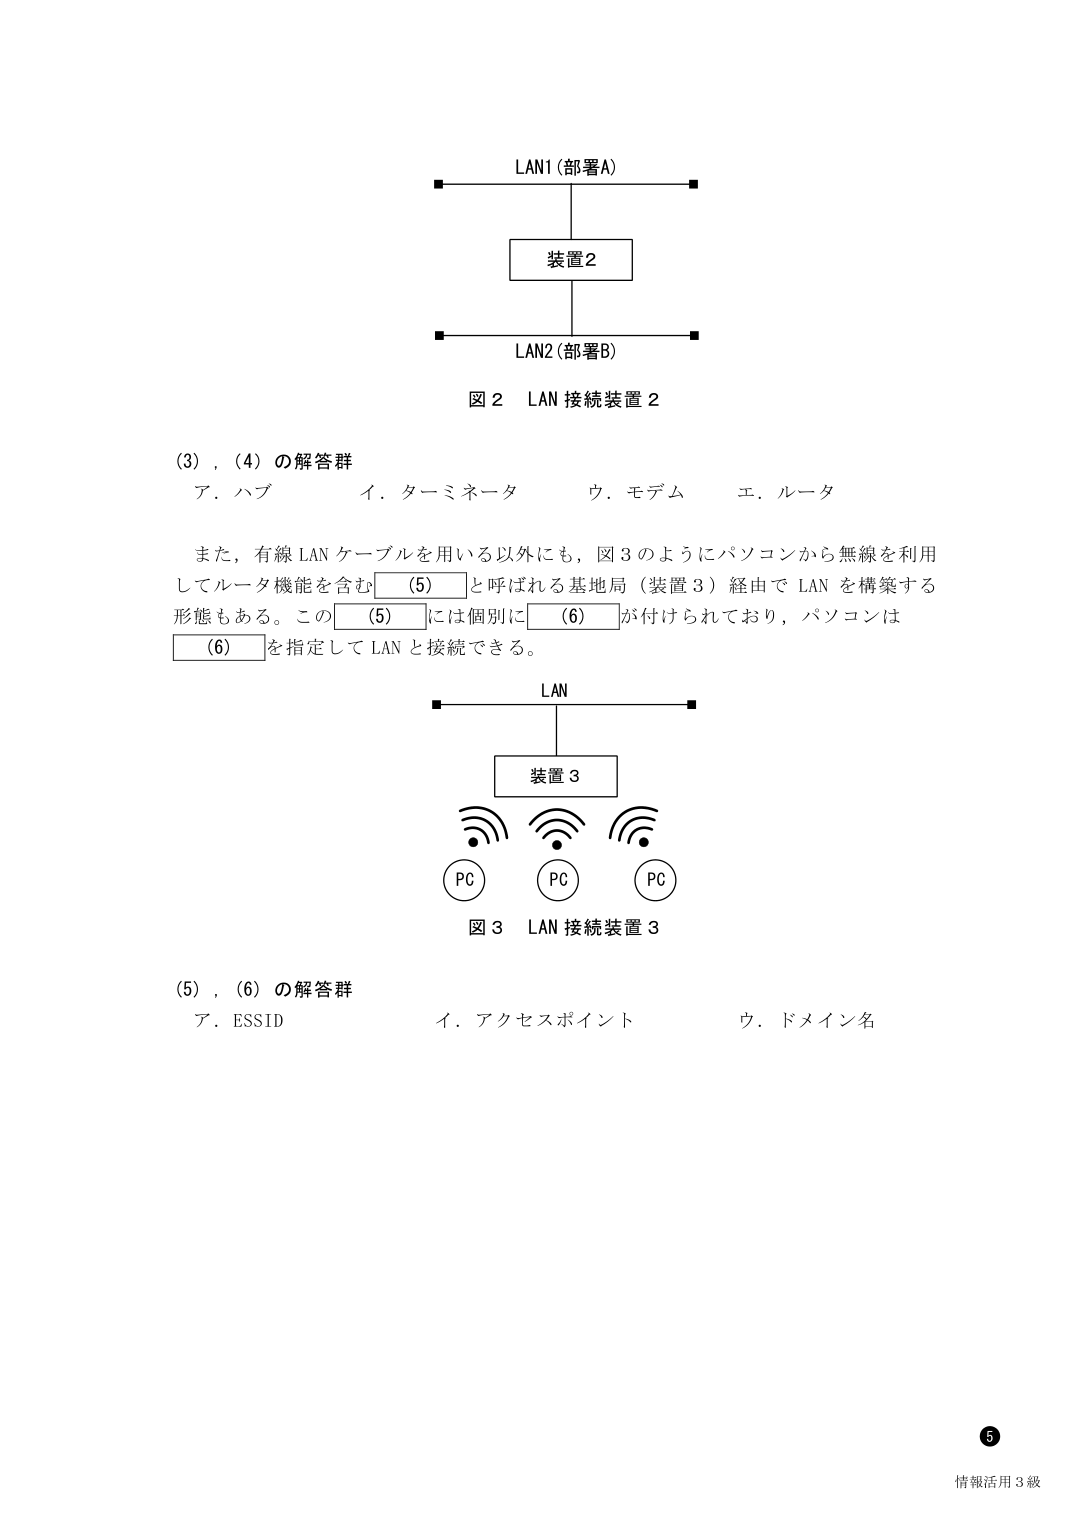 LAN1(部署A)
装置2
LAN2(部署B)
図2 LAN接続装置2
(3),(4)の解答群
ア．ハブ イ．ターミネータ ウ．モデム エ．ルータ
また，有線LANケーブルを用いる以外にも，図3のようにパソコンから無線を利用
してルータ機能を含む (5) と呼ばれる基地局（装置3）経由でLANを構築する
形態もある。この (5) には個別に (6) が付けられており，パソコンは
(6) を指定してLANと接続できる。
LAN
装置3
PC PC PC
図3 LAN接続装置3
(5),(6)の解答群
ア．ESSID イ．アクセスポイント ウ．ドメイン名
5
情報活用3級